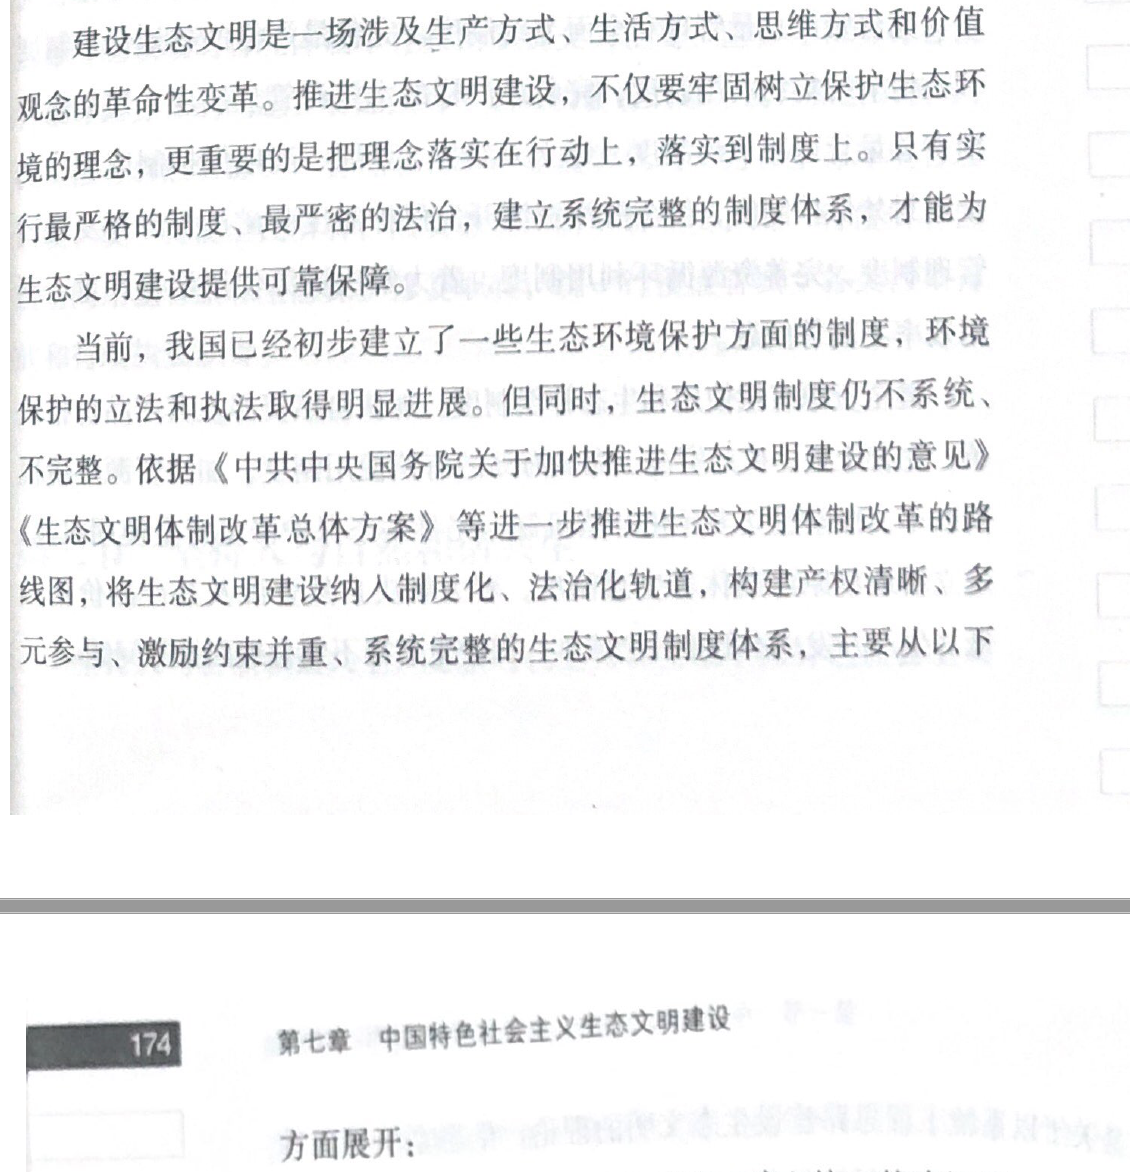 建设生态文明是一场涉及生产方式、生活方式、思维方式和价值
观念的革命性变革。推进生态文明建设，不仅要牢固树立保护生态环
境的理念，更重要的是把理念落实在行动上，落实到制度上。只有实
行最严格的制度、最严密的法治，建立系统完整的制度体系，才能为
生态文明建设提供可靠保障。
当前，我国已经初步建立了一些生态环境保护方面的制度，环境
保护的立法和执法取得明显进展。但同时，生态文明制度仍不系统、
不完整。依据《中共中央国务院关于加快推进生态文明建设的意见》
《生态文明体制改革总体方案》等进一步推进生态文明体制改革的路
线图，将生态文明建设纳入制度化、法治化轨道，构建产权清晰、多
元参与、激励约束并重、系统完整的生态文明制度体系，主要从以下
174
第七章 中国特色社会主义生态文明建设
方面展开：